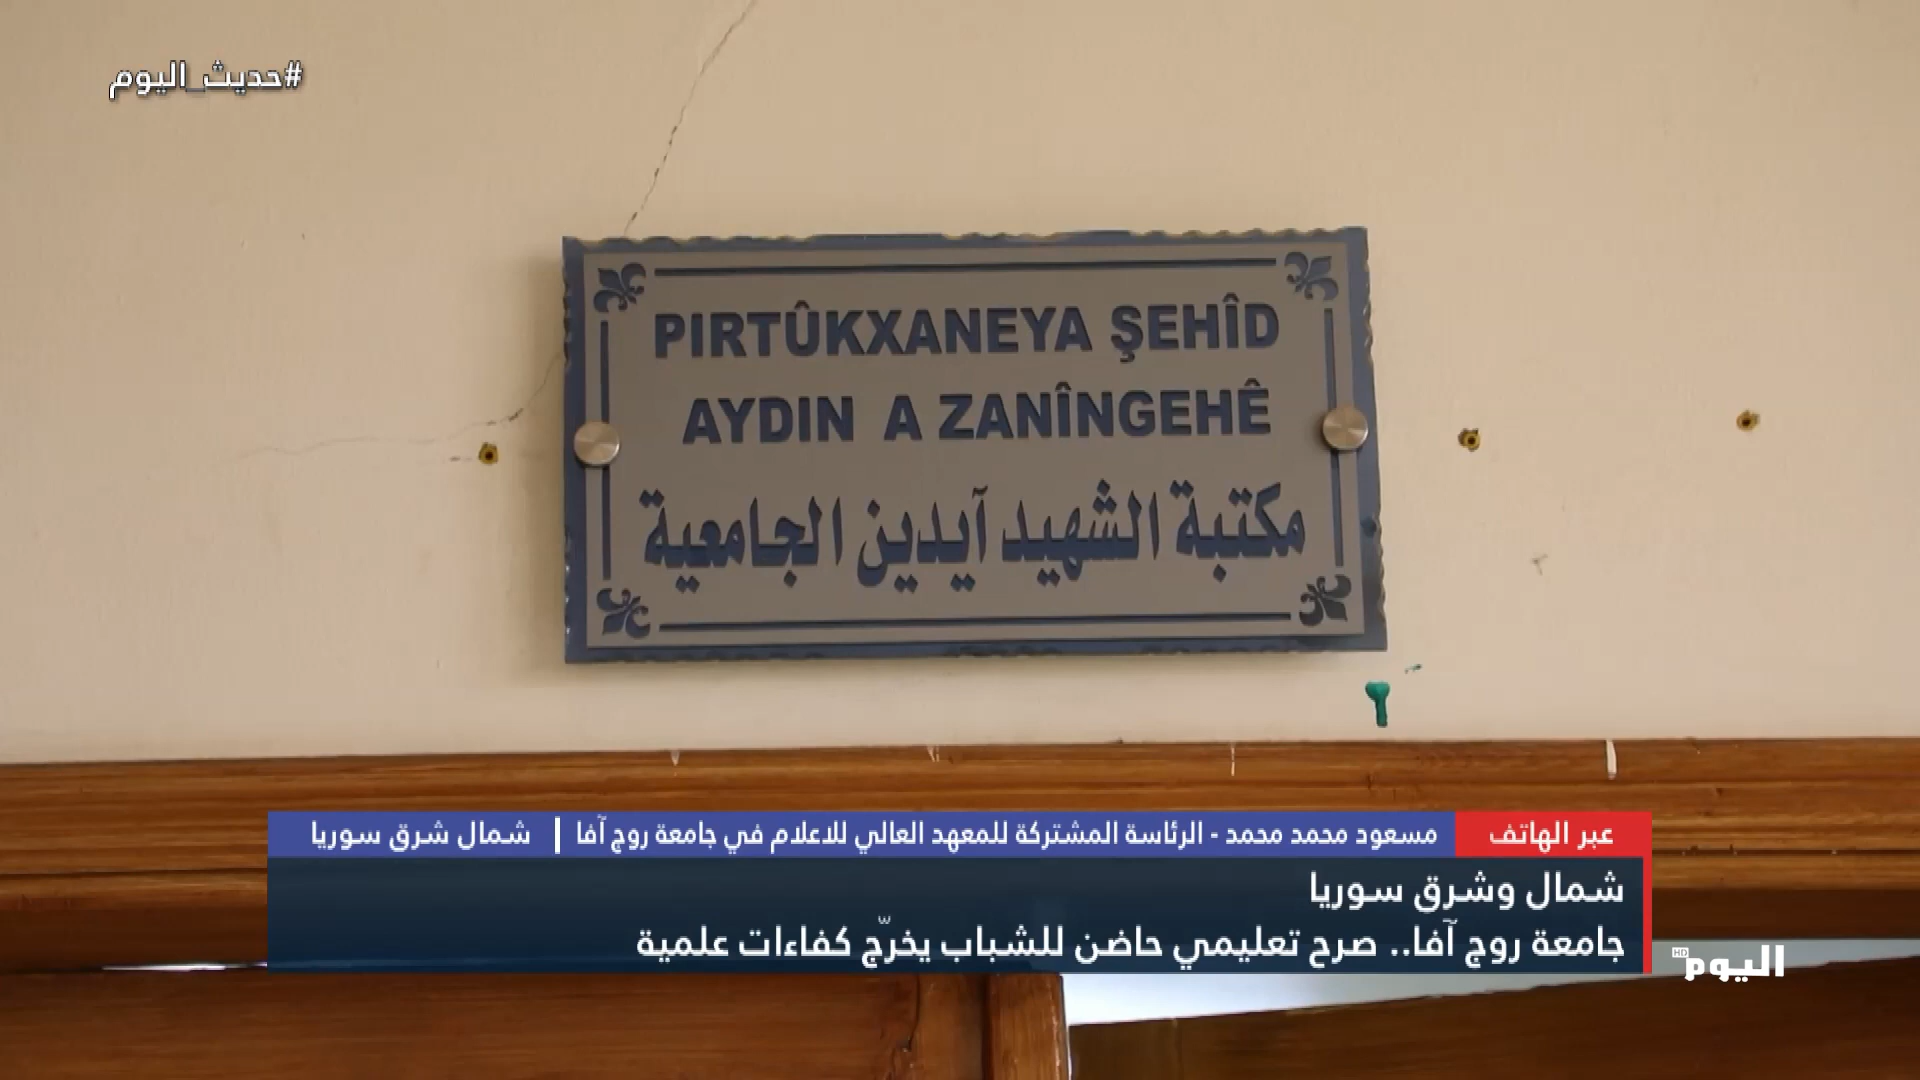 #حديث_اليوم
PIRTÛKXANEYA ŞEHÎD
AYDIN A ZANÎNGEHÊ
مكتبة الشهيد آيدين الجامعية
عبر الهاتف
مسعود محمد محمد - الرئاسة المشتركة للمعهد العالي للاعلام في جامعة روج آفا | شمال شرق سوريا
شمال وشرق سوريا
جامعة روج آفا.. صرح تعليمي حاضن للشباب يخرّج كفاءات علمية
اليوم HD